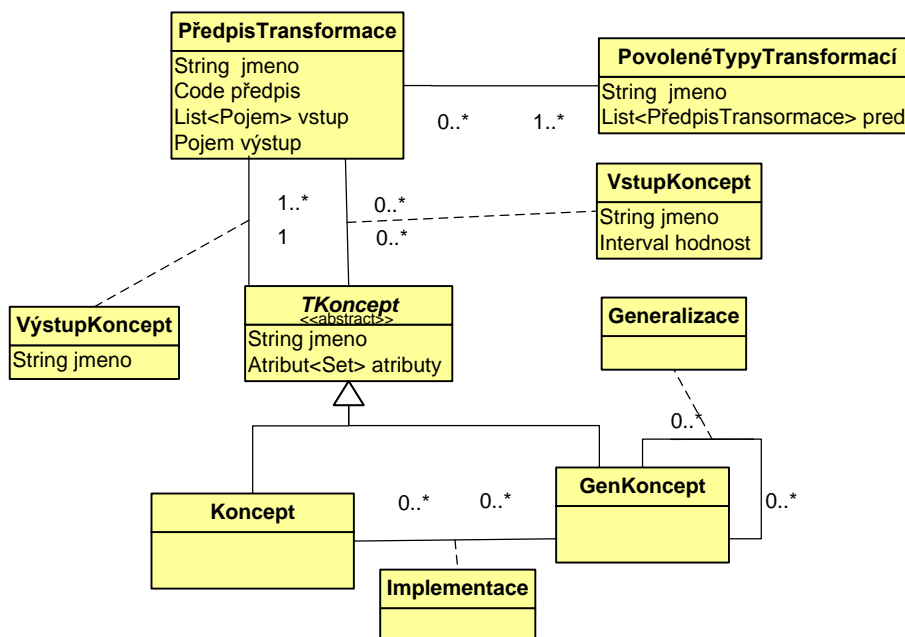 PředpisTransformace
String jmeno
Code předpis
List<Pojem> vstup
Pojem výstup
PovolenéTypyTransformací
String jmeno
List<PředpisTransormace> pred
0..*
1..*
VstupKoncept
String jmeno
Interval hodnost
1..*
0..*
1
0..*
VýstupKoncept
String jmeno
TKoncept
<<abstract>>
String jmeno
Atribut<Set> atributy
Generalizace
0..*
Koncept
0..*
0..*
GenKoncept
0..*
Implementace